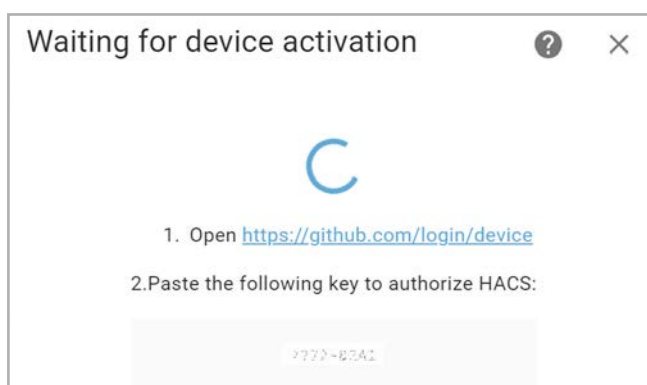 Waiting for device activation
1. Open https://github.com/login/device
2.Paste the following key to authorize HACS: